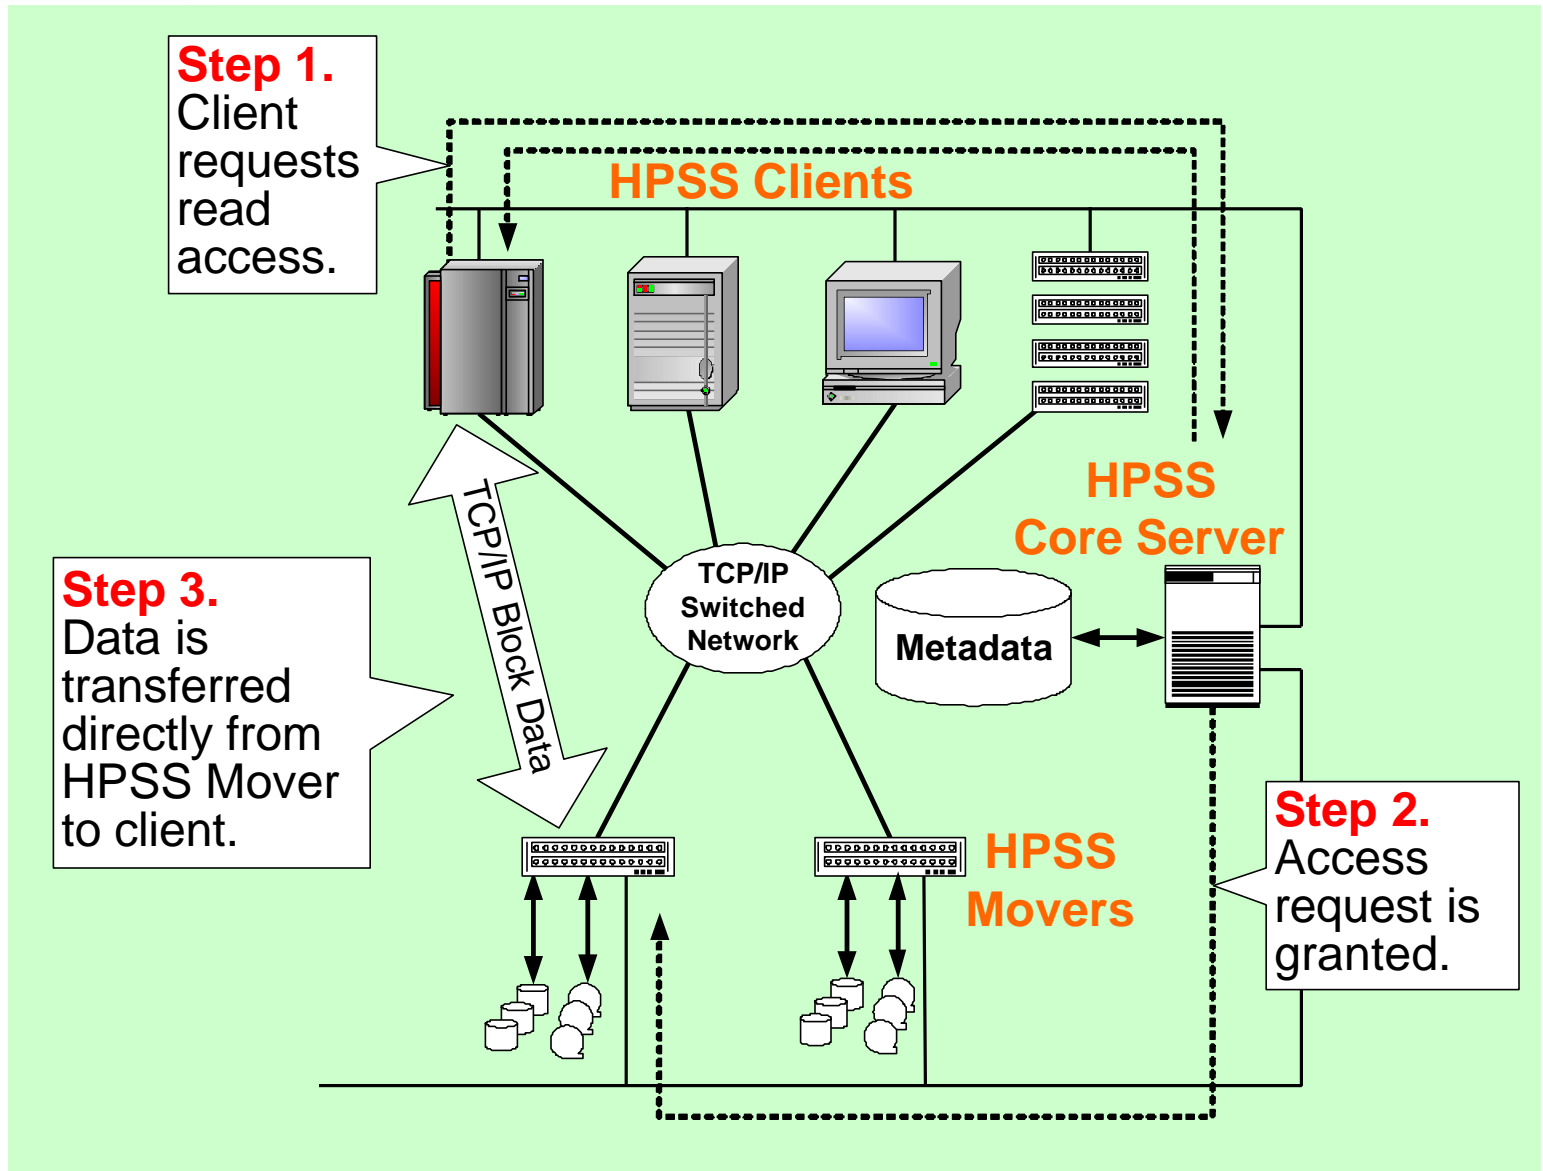 Step 1.
Client
requests
read
access.
HPSS Clients
HPSS
Core Server
TCP/IP Block Data
TCP/IP
Switched
Network
Metadata
Step 3.
Data is
transferred
directly from
HPSS Mover
to client.
Step 2.
Access
request is
granted.
HPSS
Movers